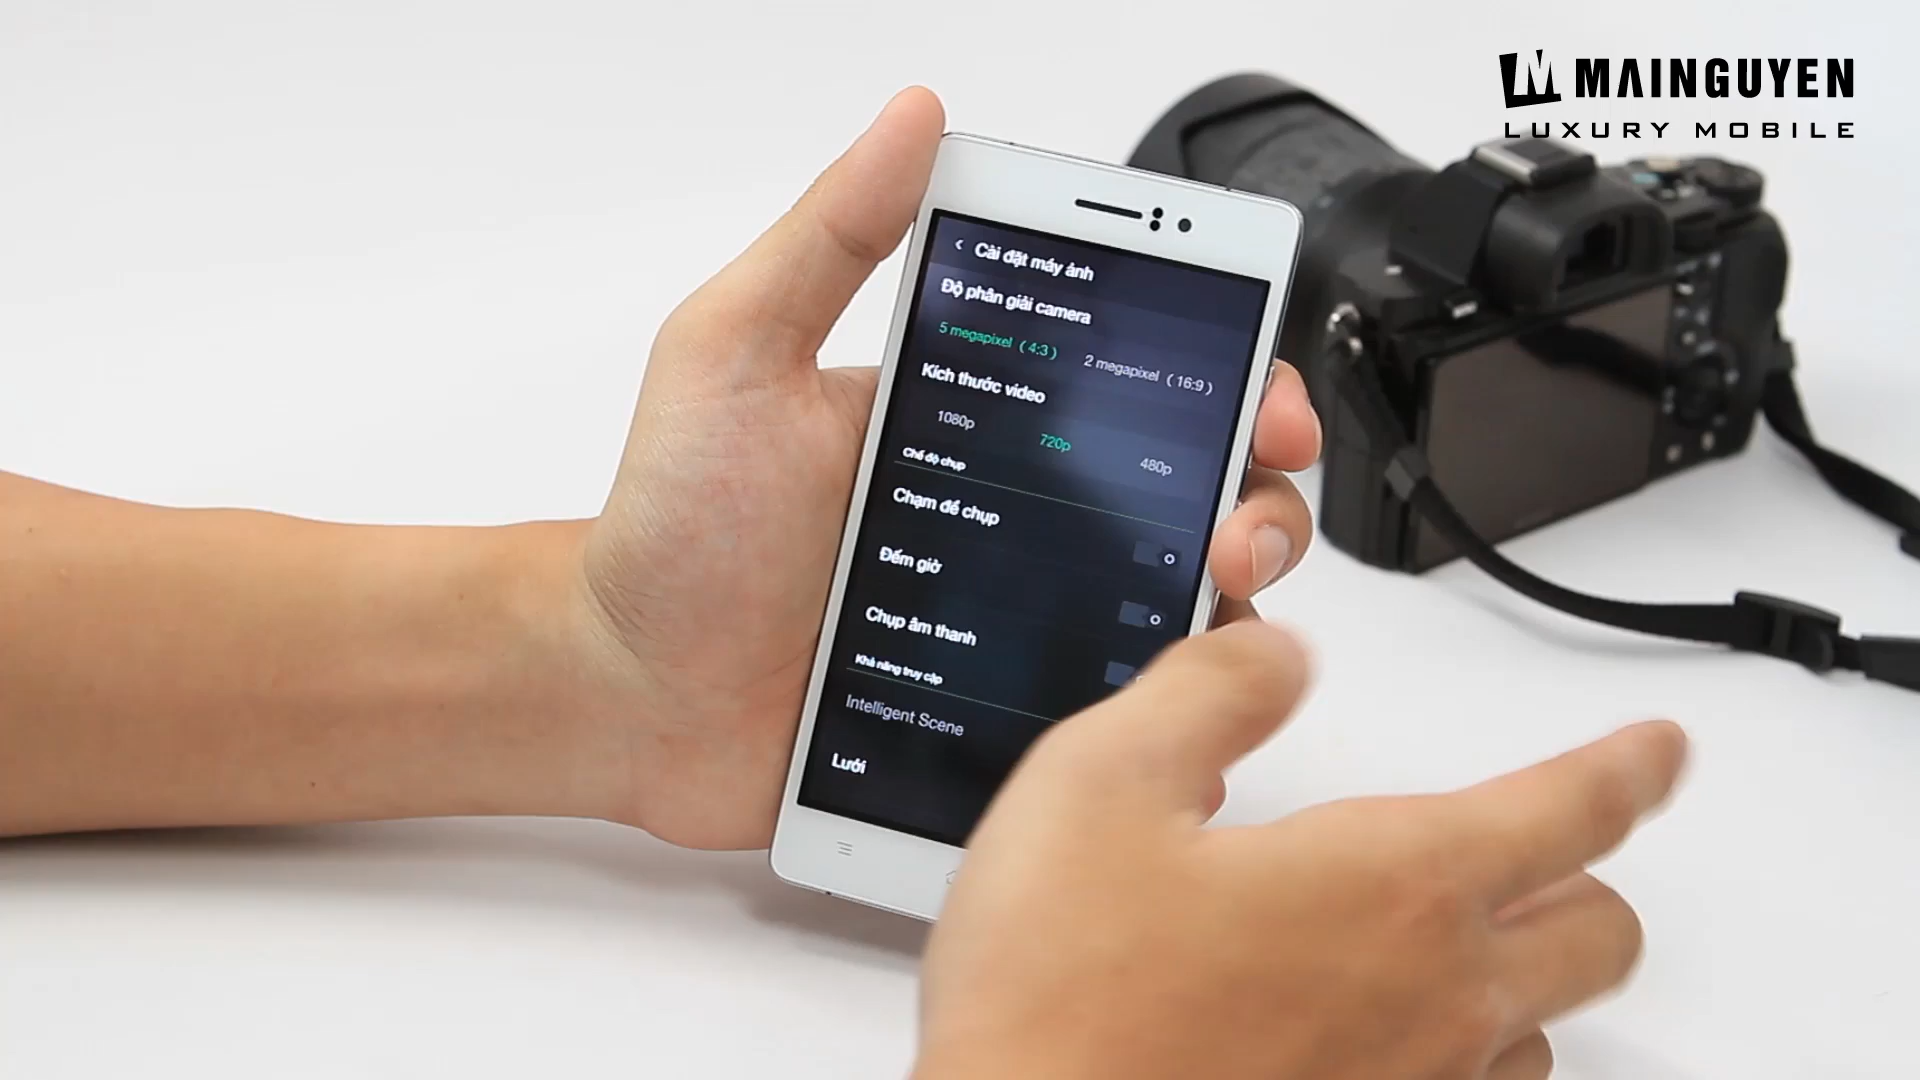 MAINGUYEN
LUXURY MOBILE
Cài đặt máy ảnh
Độ phân giải camera
5 megapixel ( 4:3 ) 2 megapixel ( 16:9 )
Kích thước video
1080p 720p 480p
Chế độ chụp
Chạm để chụp
Đếm giờ
Chụp âm thanh
Khả năng truy cập
Intelligent Scene
Lưới